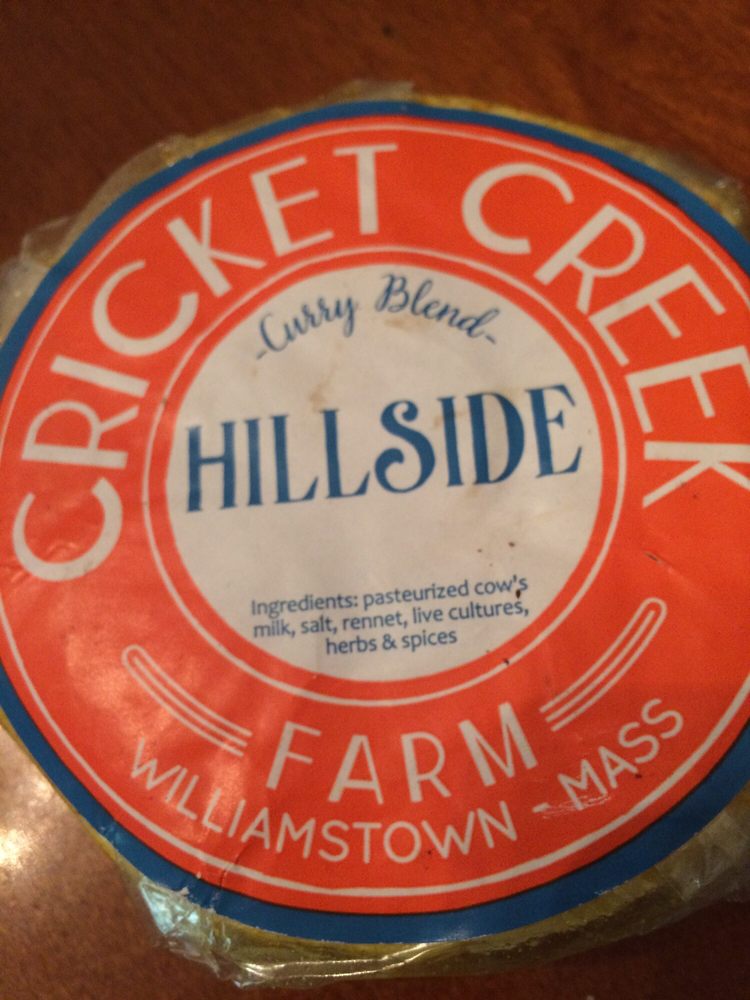 CRICKET CREEK
-Curry Blend-
HILLSIDE
Ingredients: pasteurized cow's
milk, salt, rennet, live cultures,
herbs & spices
FARM
WILLIAMSTOWN - MASS